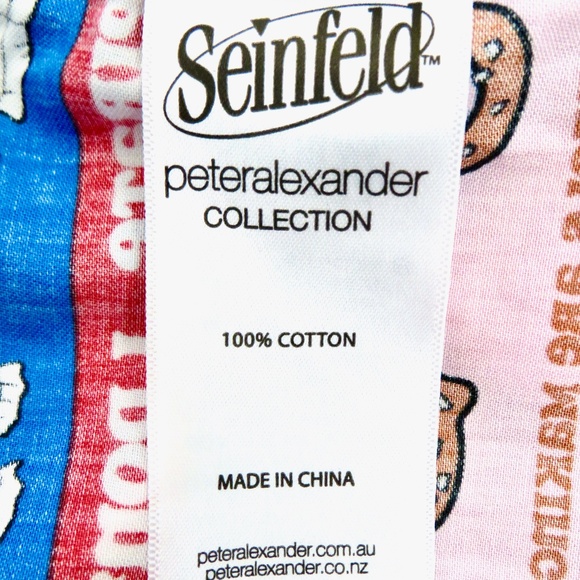 Seinfeld™
peteralexander
COLLECTION
100% COTTON
MADE IN CHINA
peteralexander.com.au
peteralexander.co.nz